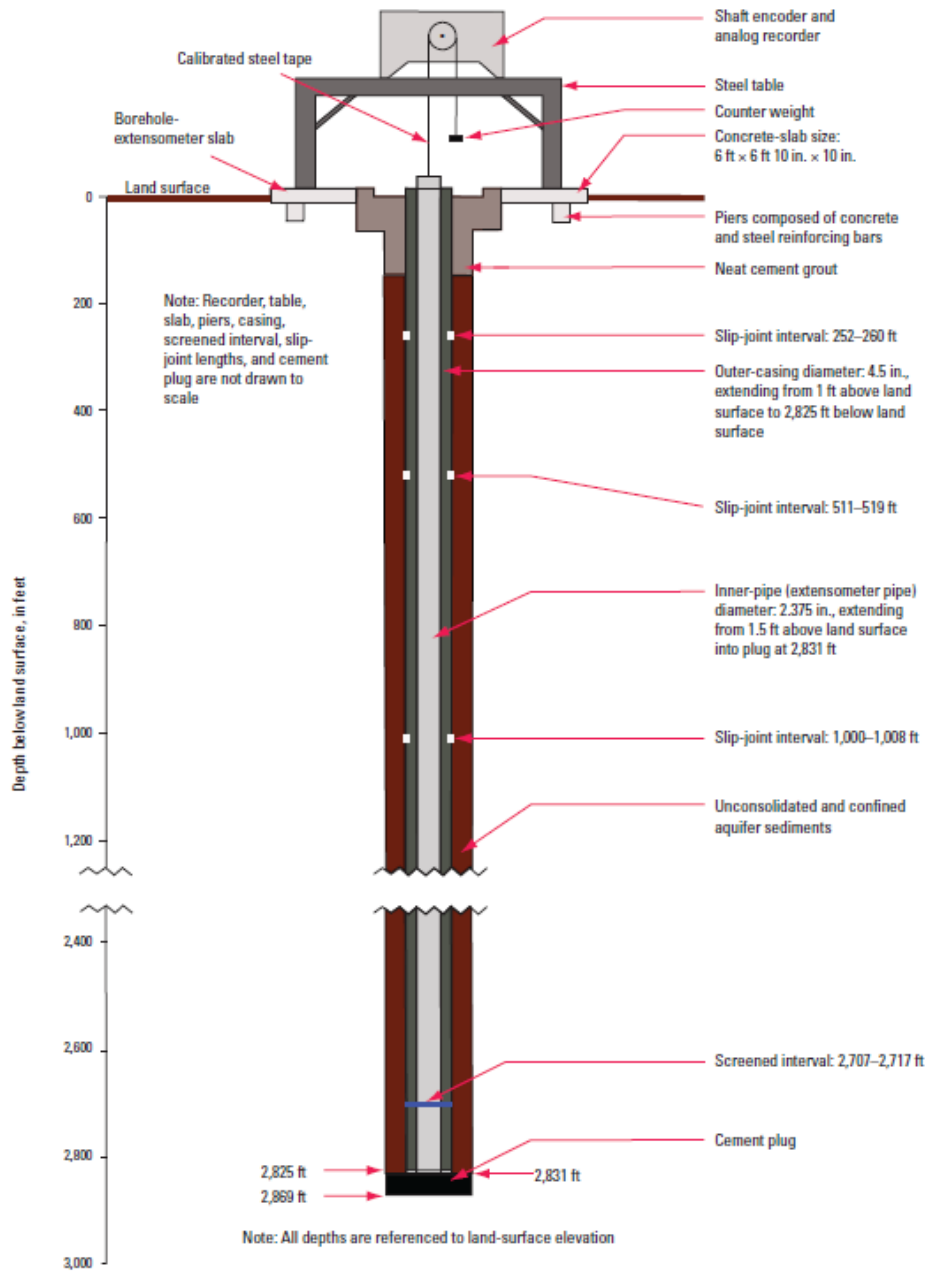 Shaft encoder and
analog recorder
Calibrated steel tape
Steel table
Counter weight
Borehole-
extensometer slab
Concrete-slab size:
6 ft × 6 ft 10 in. × 10 in.
Land surface
0
Piers composed of concrete
and steel reinforcing bars
Neat cement grout
Note: Recorder, table,
slab, piers, casing,
screened interval, slip-
joint lengths, and cement
plug are not drawn to
scale
200
Slip-joint interval: 252–260 ft
Outer-casing diameter: 4.5 in.,
extending from 1 ft above land
surface to 2,825 ft below land
surface
400
Slip-joint interval: 511–519 ft
600
Depth below land surface, in feet
Inner-pipe (extensometer pipe)
diameter: 2.375 in., extending
from 1.5 ft above land surface
into plug at 2,831 ft
800
1,000
Slip-joint interval: 1,000–1,008 ft
Unconsolidated and confined
aquifer sediments
1,200
2,400
2,600
Screened interval: 2,707–2,717 ft
Cement plug
2,800
2,825 ft
2,831 ft
2,869 ft
Note: All depths are referenced to land-surface elevation
3,000